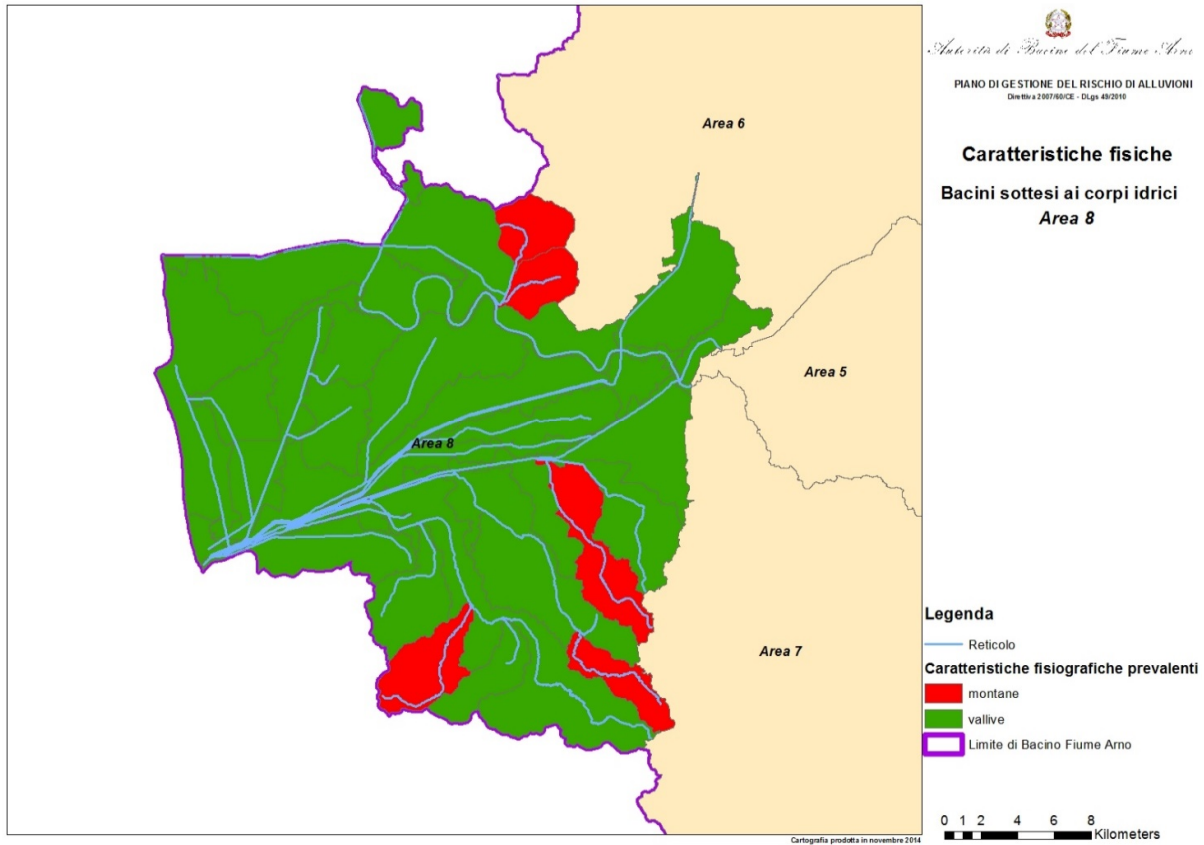 Autorità di Bacino del Fiume Arno
PIANO DI GESTIONE DEL RISCHIO DI ALLUVIONI
Direttiva 2007/60/CE - DLgs 49/2010
Caratteristiche fisiche
Bacini sottesi ai corpi idrici
Area 8
Area 6
Area 5
Area 8
Area 7
Legenda
Reticolo
Caratteristiche fisiografiche prevalenti
montane
vallive
Limite di Bacino Fiume Arno
0 1 2 4 6 8
Kilometers
Cartografia prodotta in novembre 2014